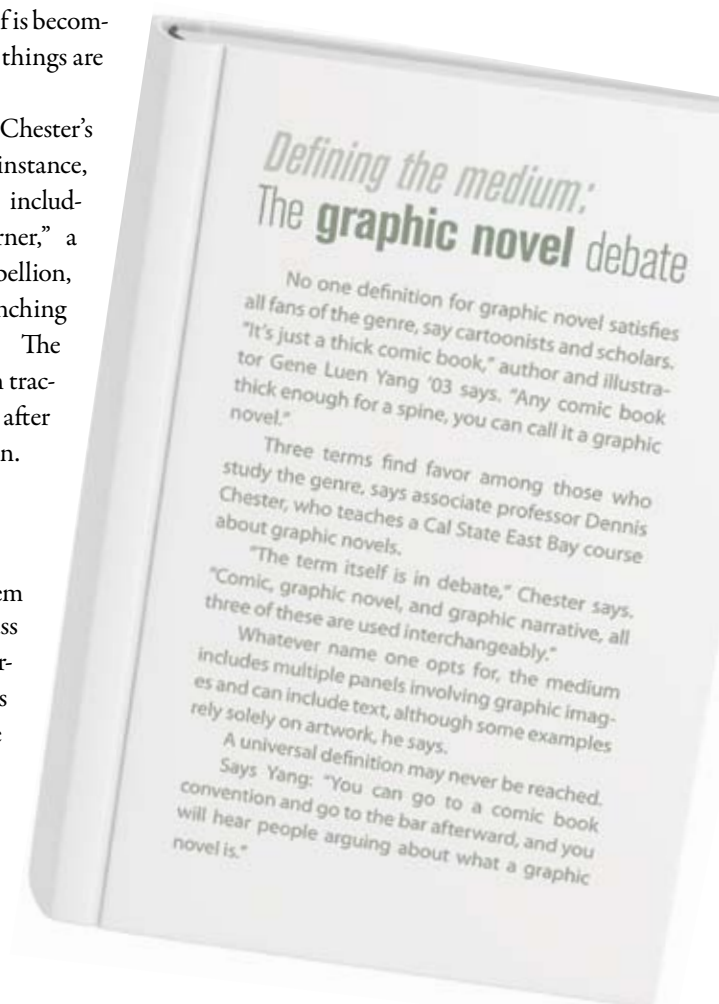 f is becom-
things are
Chester's
instance,
includ-
rner,” a
bellion,
nching
The
n trac-
after
n.
em
ss
r-
s
e
Defining the medium:
The graphic novel debate
No one definition for graphic novel satisfies
all fans of the genre, say cartoonists and scholars.
"It's just a thick comic book," author and illustra-
tor Gene Luen Yang '03 says. "Any comic book
thick enough for a spine, you can call it a graphic
novel."
Three terms find favor among those who
study the genre, says associate professor Dennis
Chester, who teaches a Cal State East Bay course
about graphic novels.
"The term itself is in debate," Chester says.
"Comic, graphic novel, and graphic narrative, all
three of these are used interchangeably."
Whatever name one opts for, the medium
includes multiple panels involving graphic imag-
es and can include text, although some examples
rely solely on artwork, he says.
A universal definition may never be reached.
Says Yang: "You can go to a comic book
convention and go to the bar afterward, and you
will hear people arguing about what a graphic
novel is."